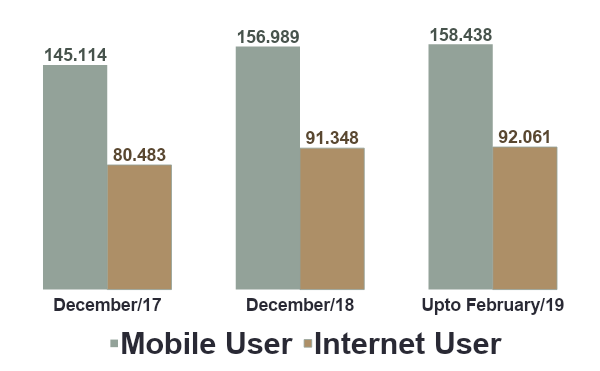 145.114
80.483
156.989
91.348
158.438
92.061
December/17
December/18
Upto February/19
Mobile User Internet User